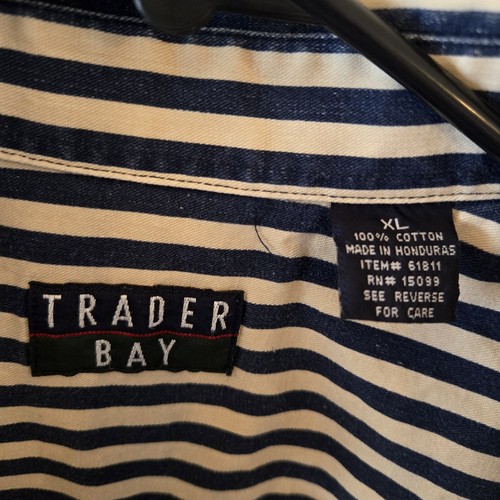 TRADER
BAY
XL
100% COTTON
MADE IN HONDURAS
ITEM# 61811
RN# 15099
SEE REVERSE
FOR CARE